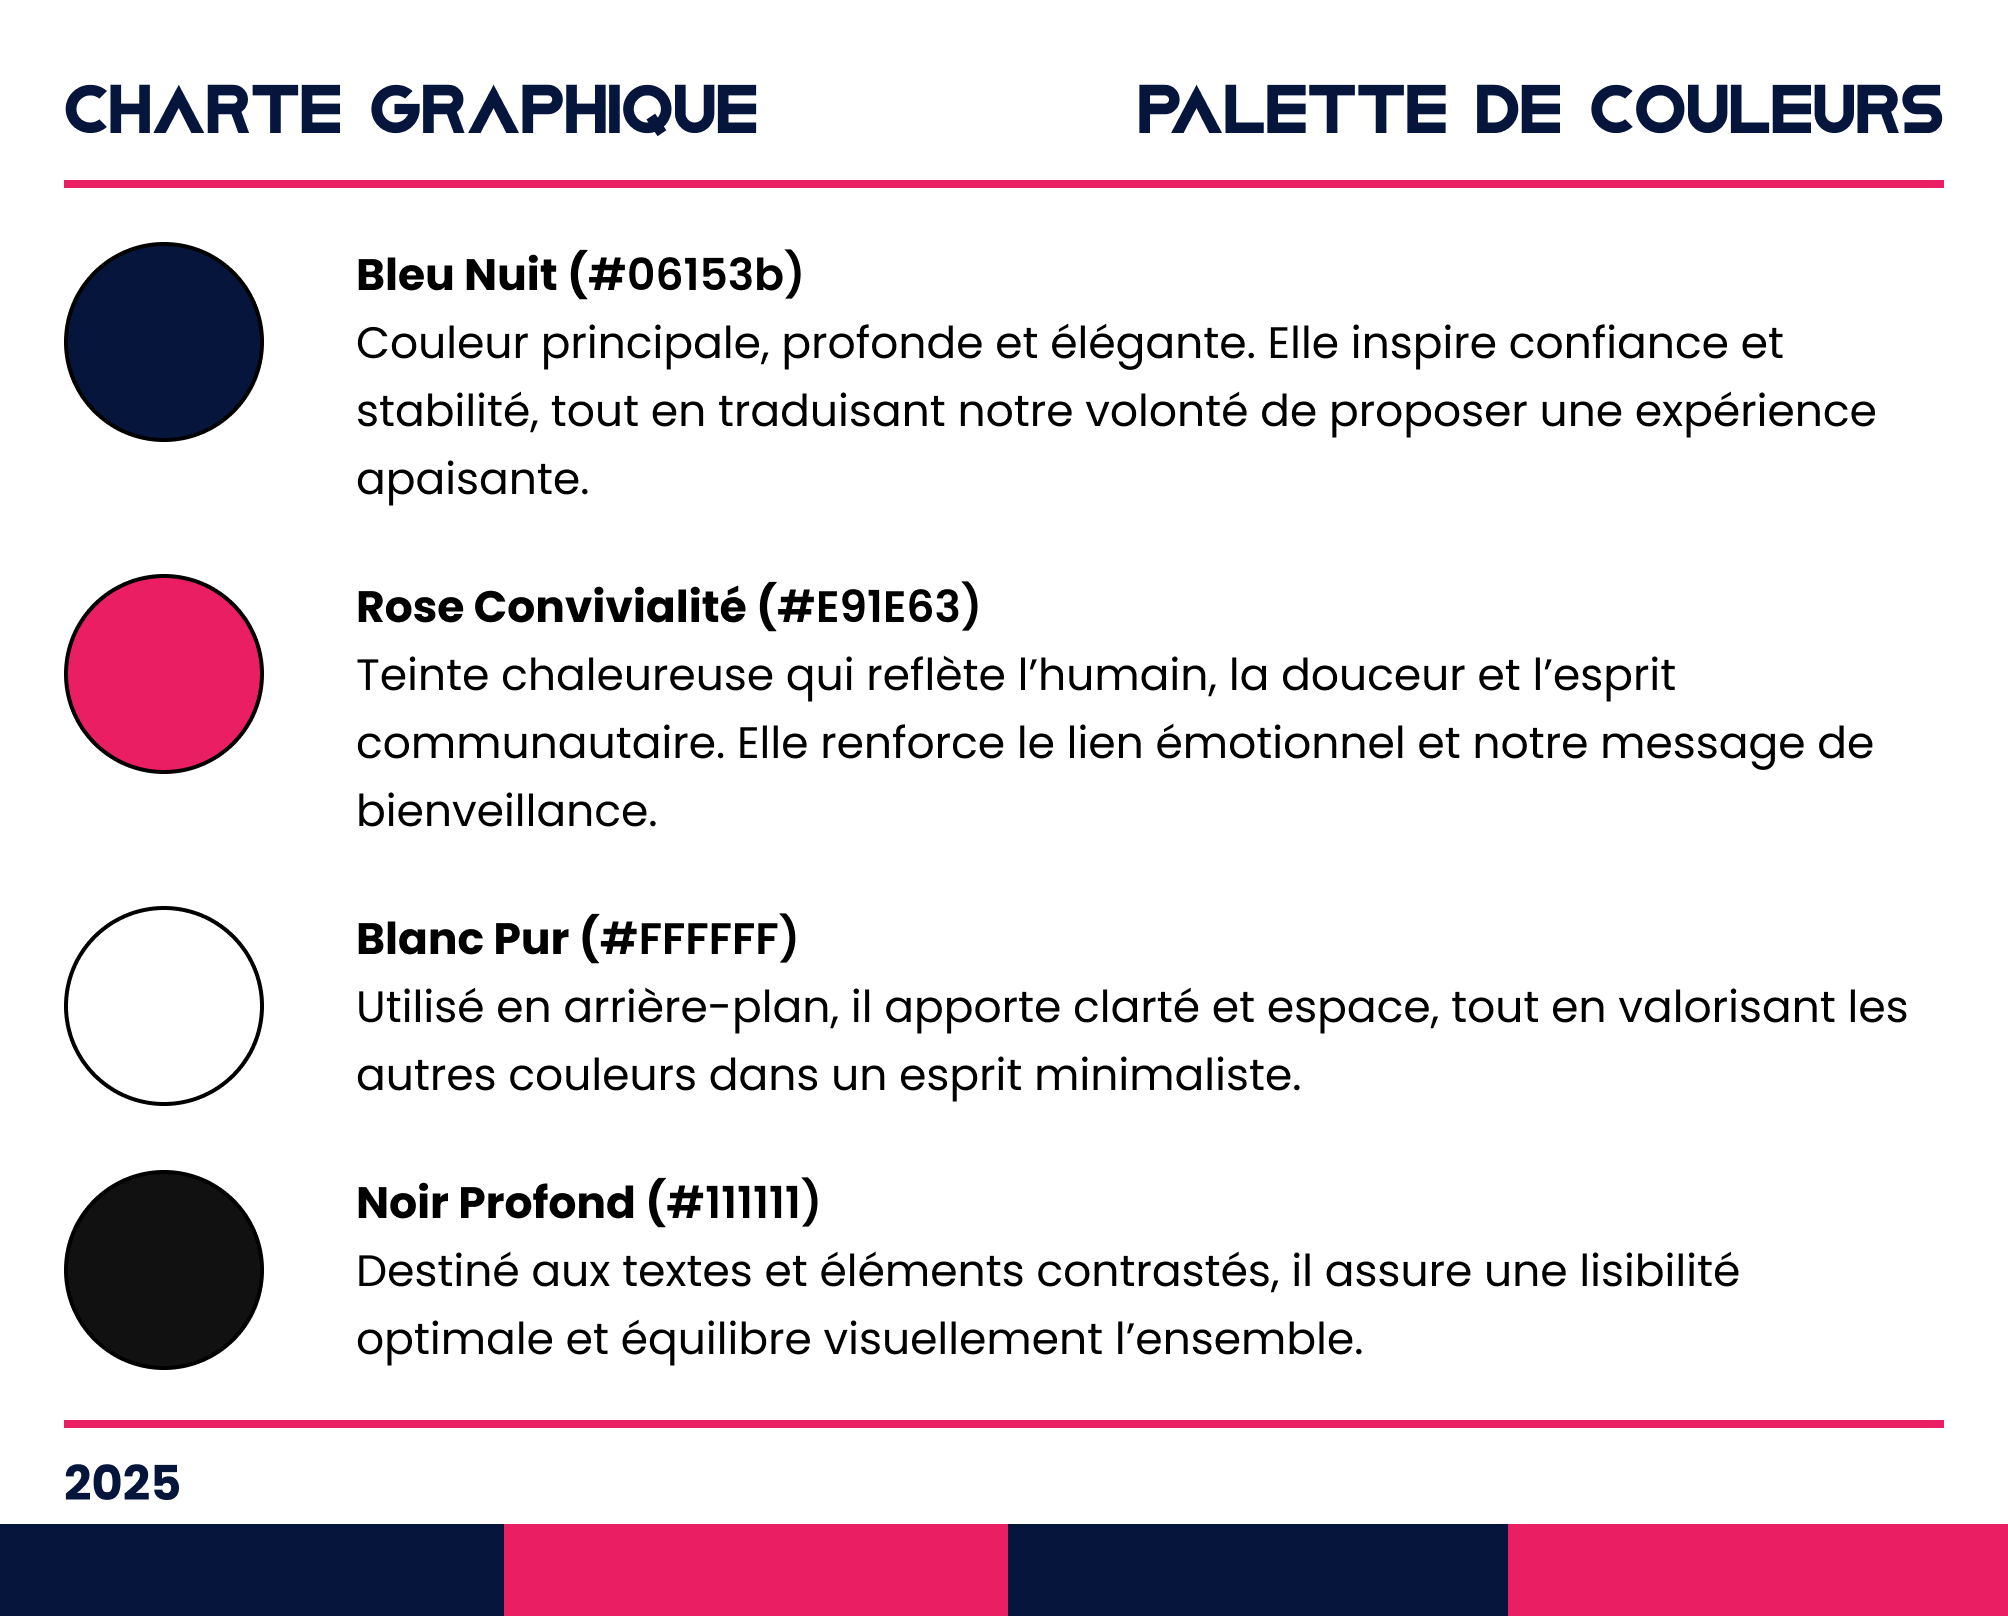 CHARTE GRAPHIQUE
PALETTE DE COULEURS
Bleu Nuit (#06153b)
Couleur principale, profonde et élégante. Elle inspire confiance et
stabilité, tout en traduisant notre volonté de proposer une expérience
apaisante.
Rose Convivialité (#E91E63)
Teinte chaleureuse qui reflète l’humain, la douceur et l’esprit
communautaire. Elle renforce le lien émotionnel et notre message de
bienveillance.
Blanc Pur (#FFFFFF)
Utilisé en arrière-plan, il apporte clarté et espace, tout en valorisant les
autres couleurs dans un esprit minimaliste.
Noir Profond (#111111)
Destiné aux textes et éléments contrastés, il assure une lisibilité
optimale et équilibre visuellement l’ensemble.
2025